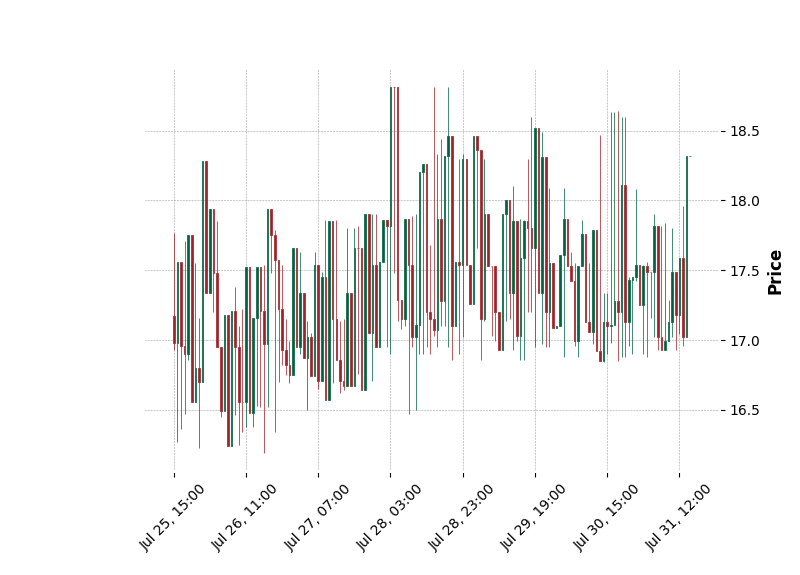 18.5
18.0
17.5
17.0
16.5
Price
Jul 25, 15:00
Jul 26, 11:00
Jul 27, 07:00
Jul 28, 03:00
Jul 28, 23:00
Jul 29, 19:00
Jul 30, 15:00
Jul 31, 12:00